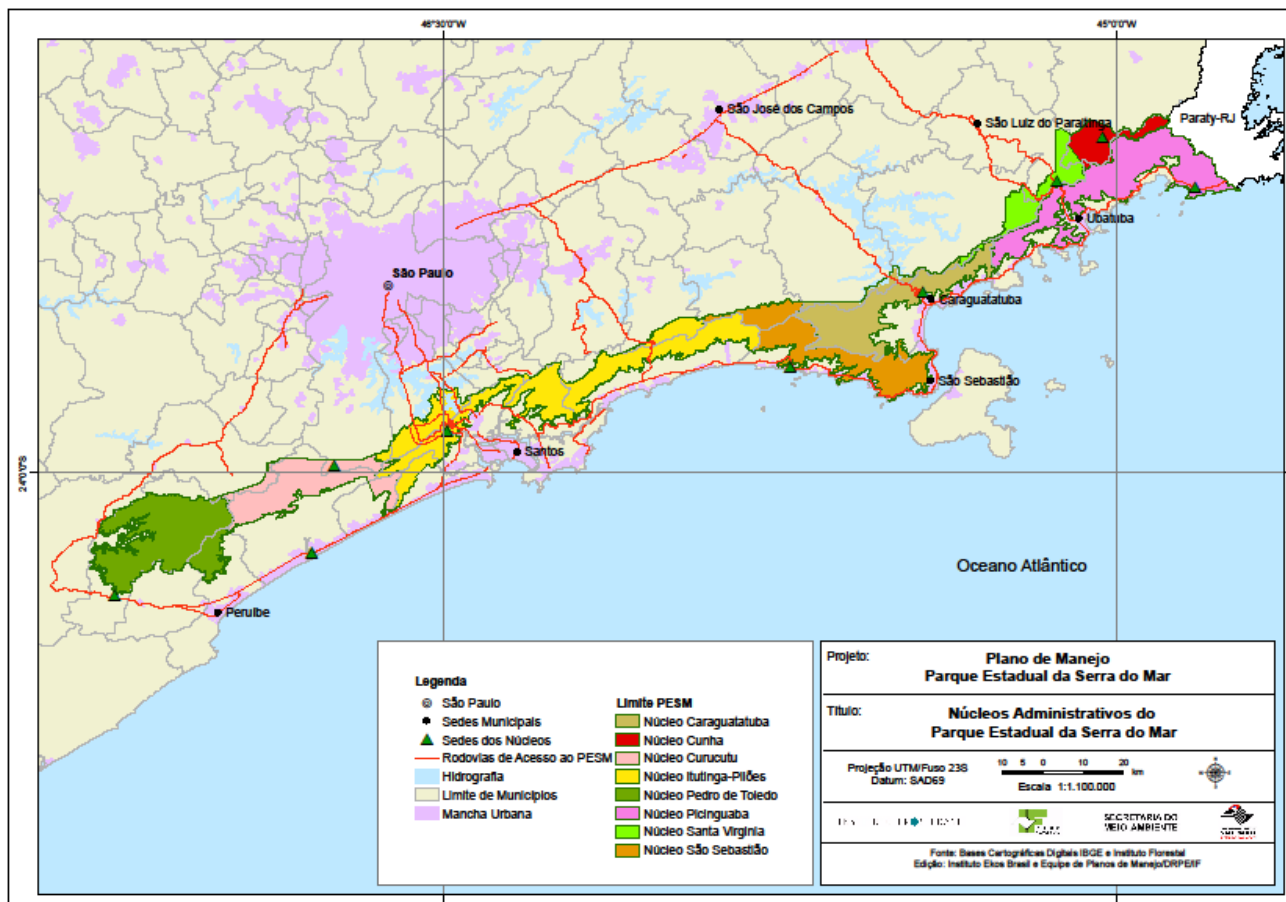 46°30'0"W
45°0'0"W
São José dos Campos
São Luiz do Paraitinga
Paraty-RJ
Ubatuba
São Paulo
Caraguatatuba
São Sebastião
Santos
24°0'0"S
Oceano Atlântico
Peruíbe
Legenda
São Paulo
Sedes Municipais
Sedes dos Núcleos
Rodovias de Acesso ao PESM
Hidrografia
Limite de Municípios
Mancha Urbana
Limite PESM
Núcleo Caraguatatuba
Núcleo Cunha
Núcleo Curucutu
Núcleo Itutinga-Pilões
Núcleo Pedro de Toledo
Núcleo Picinguaba
Núcleo Santa Virgínia
Núcleo São Sebastião
Projeto:
Plano de Manejo
Parque Estadual da Serra do Mar
Título:
Núcleos Administrativos do
Parque Estadual da Serra do Mar
Projeção UTM/Fuso 23S
Datum: SAD69
10 5 0 10 20
km
Escala 1:1.100.000
SECRETARIA DO
MEIO AMBIENTE
Fonte: Bases Cartográficas Digitais IBGE e Instituto Florestal
Edição: Instituto Ekos Brasil e Equipe de Planos de Manejo/DRPE/IF